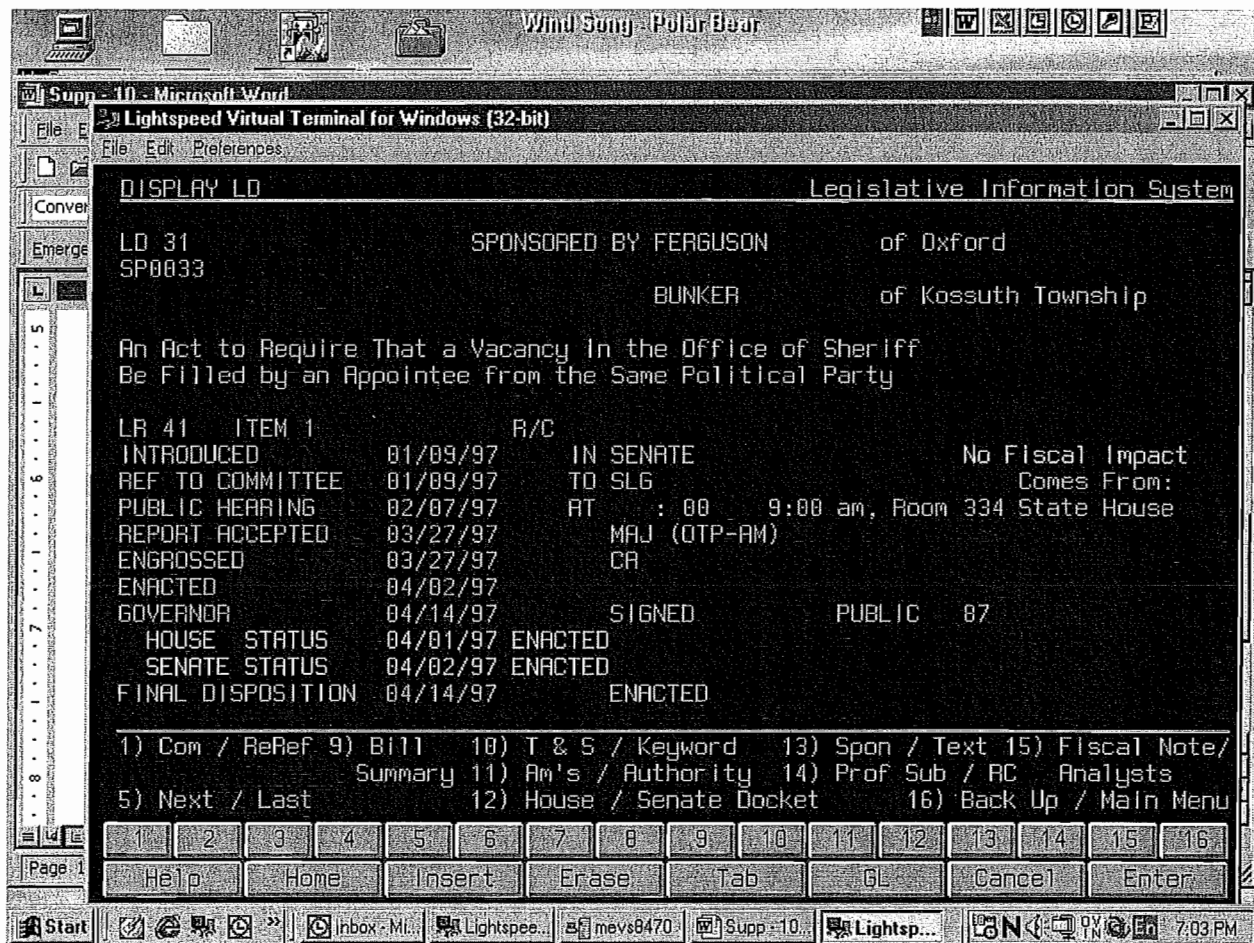 Wind Song - Polar Bear
Supp - 10 - Microsoft Word
Lightspeed Virtual Terminal for Windows (32-bit)
File Edit Preferences
File E
Conver
Emerge
DISPLAY LD Legislative Information System
LD 31 SPONSORED BY FERGUSON of Oxford
SP0033
BUNKER of Kossuth Township
An Act to Require That a Vacancy in the Office of Sheriff
Be Filled by an Appointee from the Same Political Party
LR 41 ITEM 1 R/C
INTRODUCED 01/09/97 IN SENATE No Fiscal Impact
REF TO COMMITTEE 01/09/97 TO SLG Comes From:
PUBLIC HEARING 02/07/97 AT : 00 9:00 am, Room 334 State House
REPORT ACCEPTED 03/27/97 MAJ (OTP-AM)
ENGROSSED 03/27/97 CA
ENACTED 04/02/97
GOVERNOR 04/14/97 SIGNED PUBLIC 87
HOUSE STATUS 04/01/97 ENACTED
SENATE STATUS 04/02/97 ENACTED
FINAL DISPOSITION 04/14/97 ENACTED
1) Com / ReRef 9) Bill 10) T & S / Keyword 13) Spon / Text 15) Fiscal Note/
Summary 11) Am's / Authority 14) Prof Sub / RC Analysts
5) Next / Last 12) House / Senate Docket 16) Back Up / Main Menu
1 2 3 4 5 6 7 8 9 10 11 12 13 14 15 16
Help Home Insert Erase Tab GL Cancel Enter
Page 1
Start Inbox - Mi... Lightspee... mevs8470 Supp - 10... Lightsp... 7:03 PM